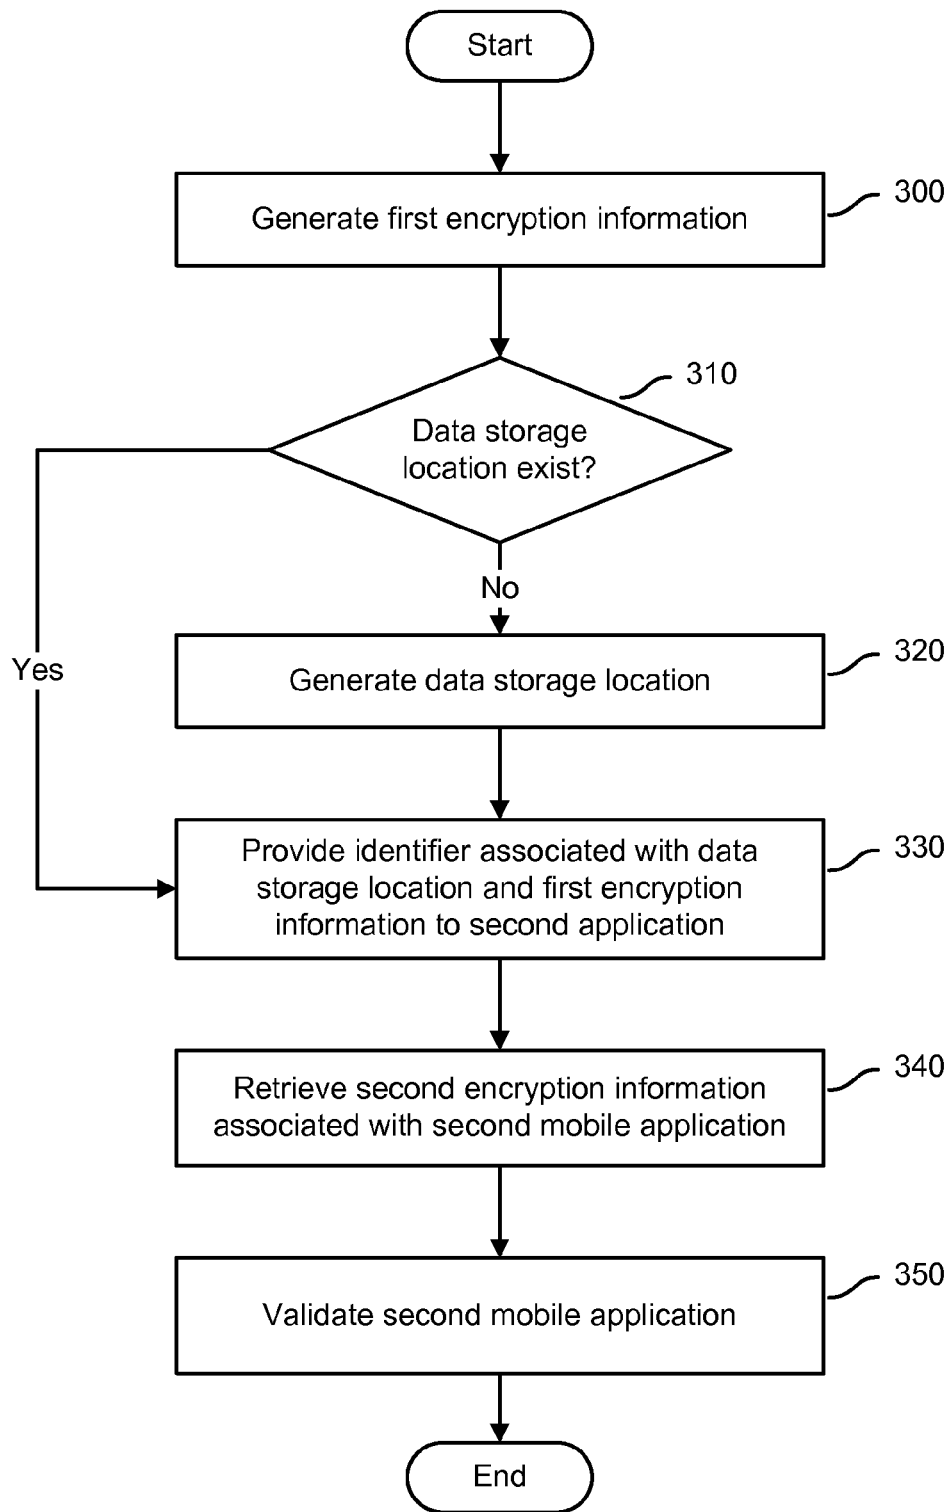 Start
Generate first encryption information
300
310
Data storage
location exist?
No
Yes
Generate data storage location
320
Provide identifier associated with data
storage location and first encryption
information to second application
330
Retrieve second encryption information
associated with second mobile application
340
Validate second mobile application
350
End